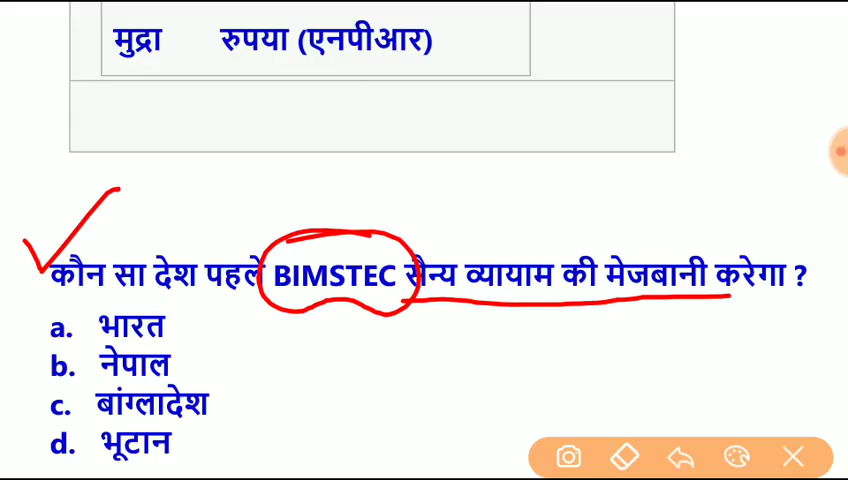 मुद्रा रुपया (एनपीआर)
कौन सा देश पहले BIMSTEC सैन्य व्यायाम की मेजबानी करेगा ?
a. भारत
b. नेपाल
c. बांग्लादेश
d. भूटान